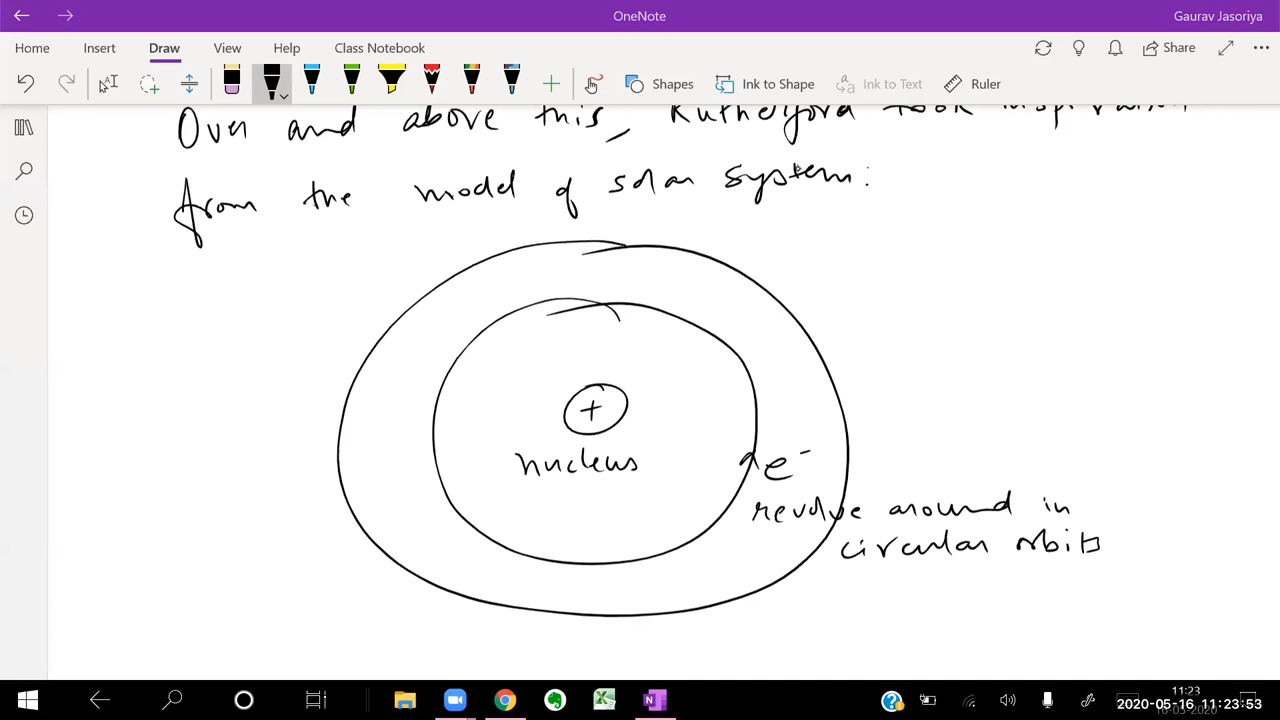 OneNote
Gaurav Jasoriya
Home Insert Draw View Help Class Notebook
Share
Shapes Ink to Shape Ink to Text Ruler
Over and above this, Rutherford took inspiration
from the model of solar system:
+
nucleus
e-
revolve around in
circular orbits
11:23
2020-05-16 11:23:53